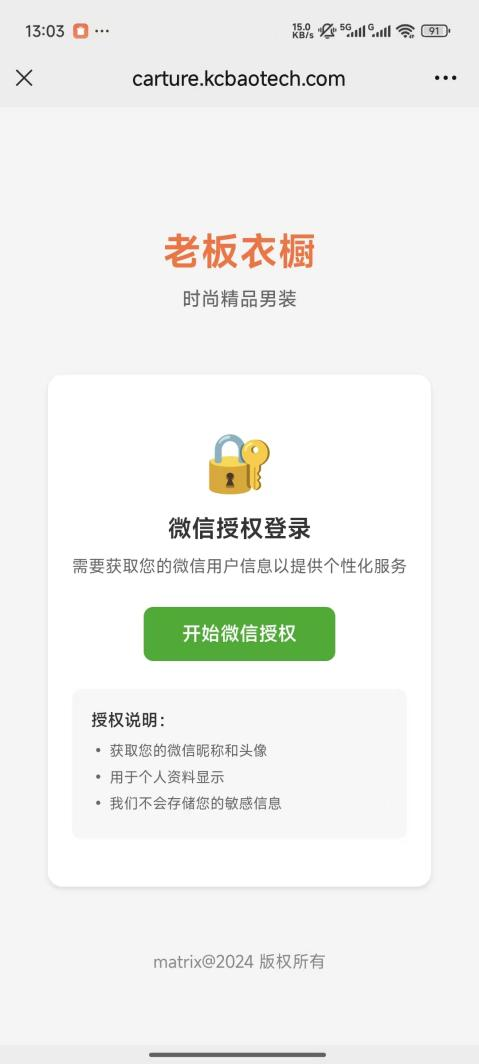 13:03
15.0 KB/s 5G G 91
carture.kcbaotech.com
老板衣橱
时尚精品男装
微信授权登录
需要获取您的微信用户信息以提供个性化服务
开始微信授权
授权说明：
• 获取您的微信昵称和头像
• 用于个人资料显示
• 我们不会存储您的敏感信息
matrix@2024 版权所有